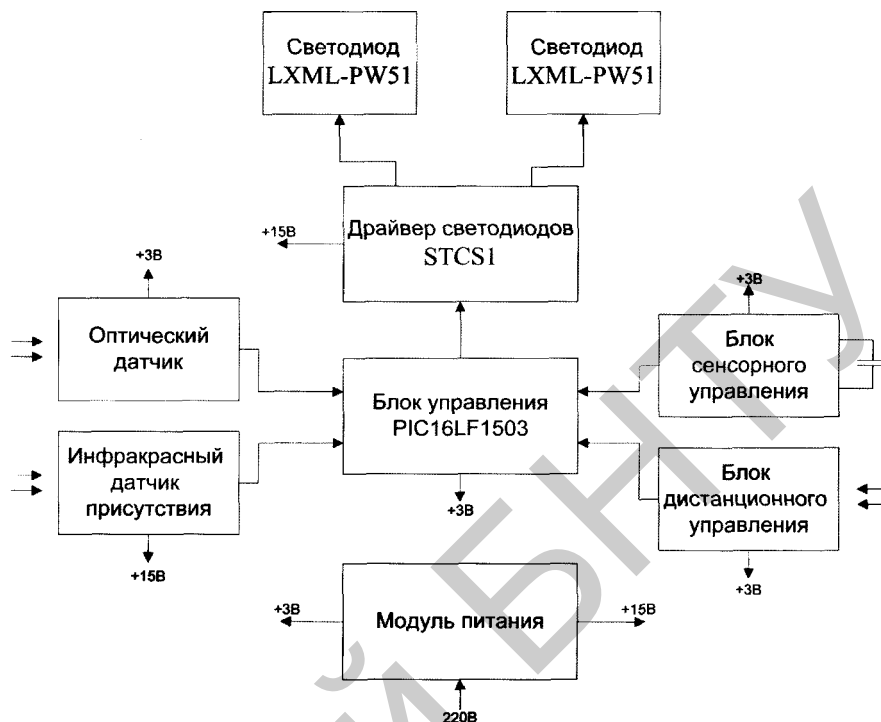 Светодиод
LXML-PW51
Светодиод
LXML-PW51
Драйвер светодиодов
STCS1
+15В
+3В
Оптический
датчик
Блок управления
PIC16LF1503
+3В
Блок
сенсорного
управления
Инфракрасный
датчик
присутствия
+15В
+3В
Блок
дистанционного
управления
+3В
+3В
Модуль питания
+15В
220В
Й БНТУ